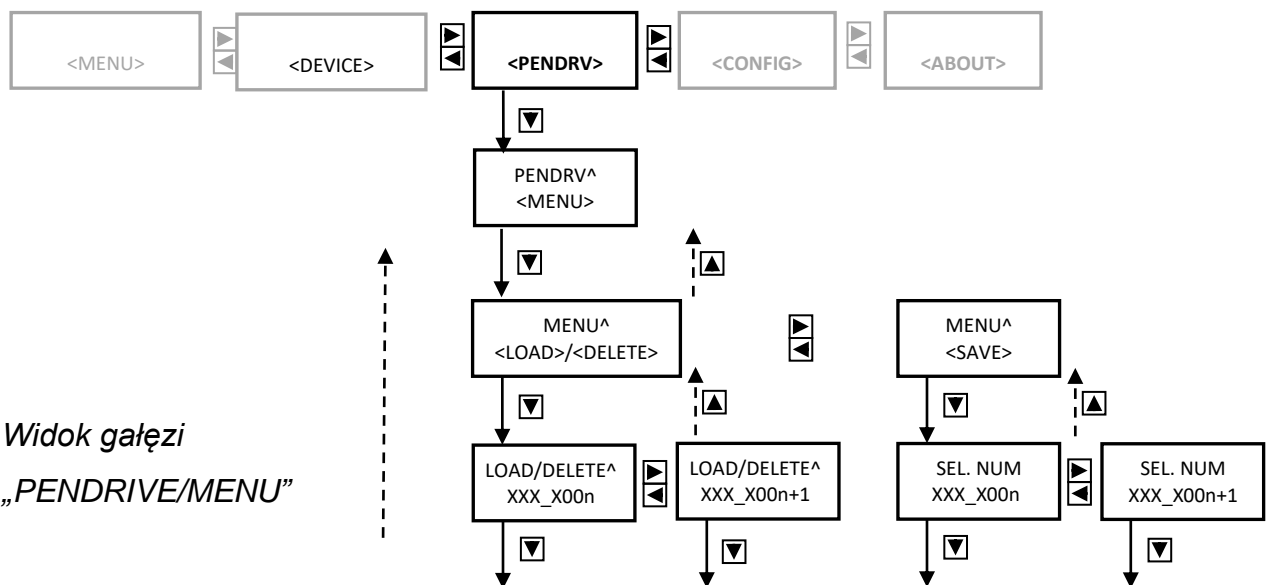 <MENU>
<DEVICE>
<PENDRV>
<CONFIG>
<ABOUT>
PENDRV^
<MENU>
MENU^
<LOAD>/<DELETE>
MENU^
<SAVE>
Widok gałęzi
„PENDRIVE/MENU”
LOAD/DELETE^
XXX_X00n
LOAD/DELETE^
XXX_X00n+1
SEL. NUM
XXX_X00n
SEL. NUM
XXX_X00n+1